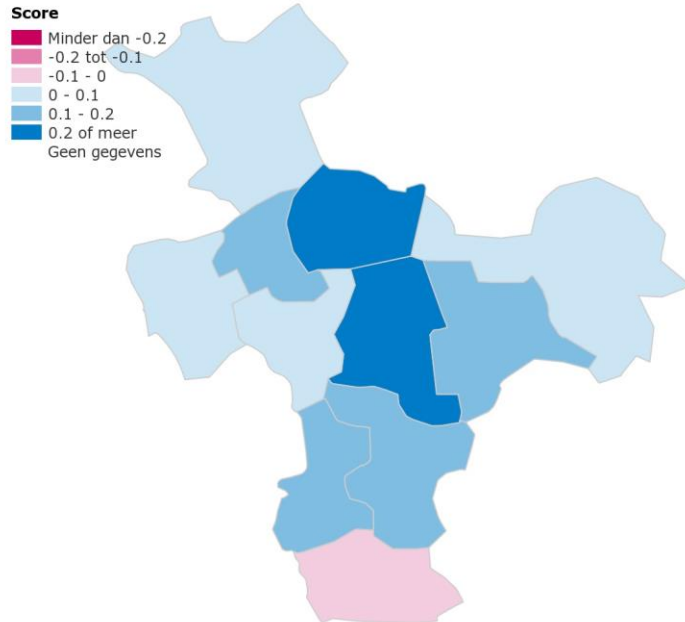 Score
Minder dan -0.2
-0.2 tot -0.1
-0.1 - 0
0 - 0.1
0.1 - 0.2
0.2 of meer
Geen gegevens